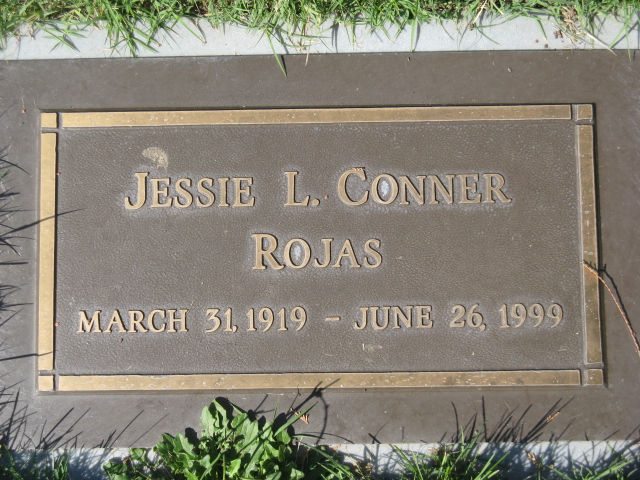 JESSIE L. CONNER
ROJAS
MARCH 31, 1919 - JUNE 26, 1999